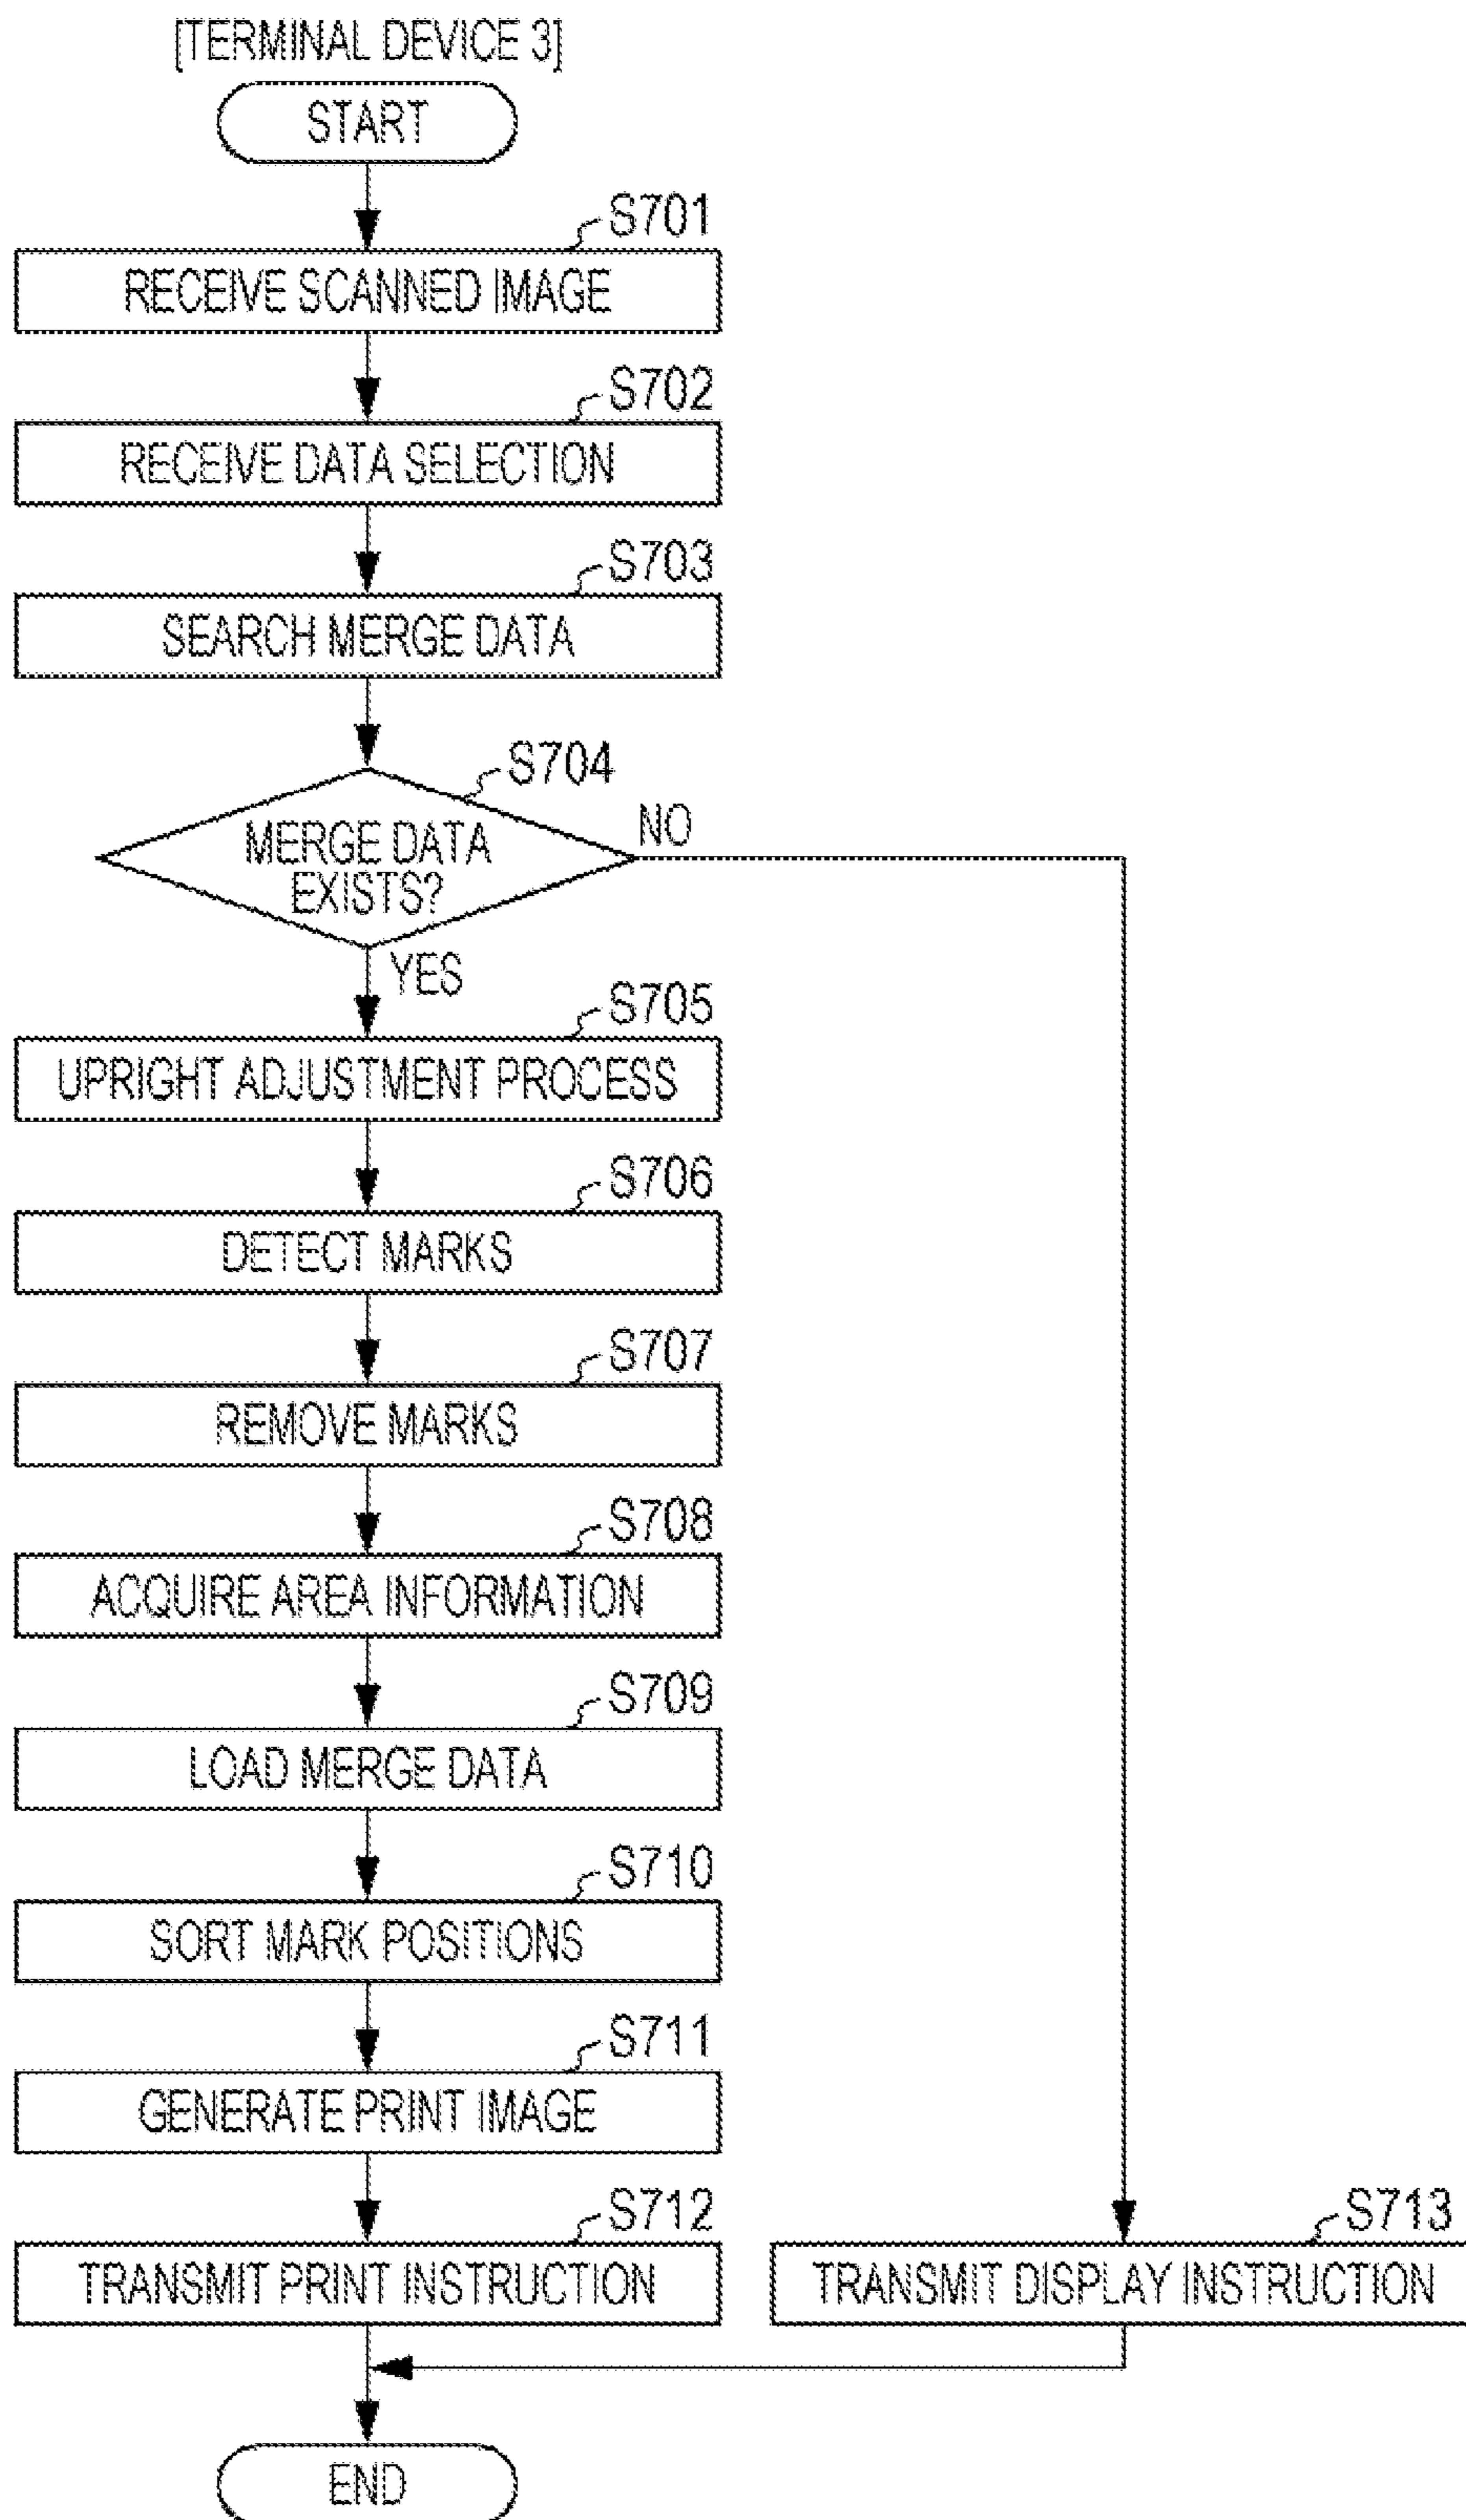 [TERMINAL DEVICE 3]
START
S701
RECEIVE SCANNED IMAGE
S702
RECEIVE DATA SELECTION
S703
SEARCH MERGE DATA
S704
MERGE DATA
EXISTS?
NO
YES
S705
UPRIGHT ADJUSTMENT PROCESS
S706
DETECT MARKS
S707
REMOVE MARKS
S708
ACQUIRE AREA INFORMATION
S709
LOAD MERGE DATA
S710
SORT MARK POSITIONS
S711
GENERATE PRINT IMAGE
S712
TRANSMIT PRINT INSTRUCTION
S713
TRANSMIT DISPLAY INSTRUCTION
END